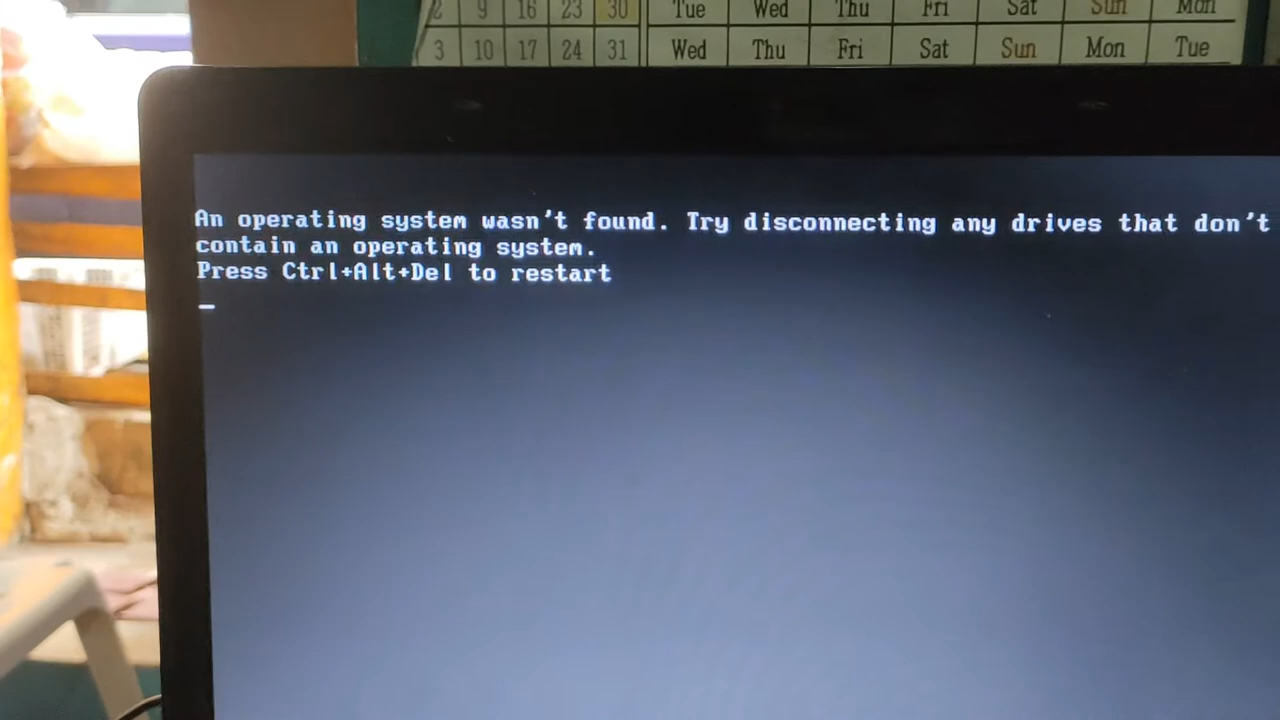 2 9 16 23 30 Tue Wed Thu Fri Sat Sun Mon
3 10 17 24 31 Wed Thu Fri Sat Sun Mon Tue
An operating system wasn't found. Try disconnecting any drives that don't
contain an operating system.
Press Ctrl+Alt+Del to restart
_